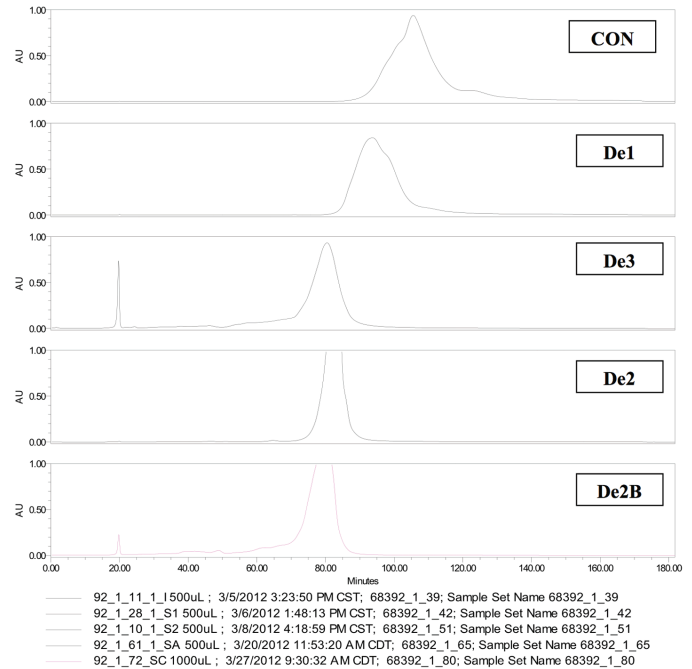 1.00
CON
AU
0.50
0.00
1.00
De1
AU
0.50
0.00
1.00
De3
AU
0.50
0.00
1.00
De2
AU
0.50
0.00
1.00
De2B
AU
0.50
0.00
0.00 20.00 40.00 60.00 80.00 100.00 120.00 140.00 160.00 180.00
Minutes
92_1_11_1_I500uL ; 3/5/2012 3:23:50 PM CST; 68392_1_39; Sample Set Name 68392_1_39
92_1_28_1_S1 500uL ; 3/6/2012 1:48:13 PM CST; 68392_1_42; Sample Set Name 68392_1_42
92_1_10_1_S2 500uL ; 3/8/2012 4:18:59 PM CST; 68392_1_51; Sample Set Name 68392_1_51
92_1_61_1_SA 500uL ; 3/20/2012 11:53:20 AM CDT; 68392_1_65; Sample Set Name 68392_1_65
92_1_72_SC 1000uL ; 3/27/2012 9:30:32 AM CDT; 68392_1_80; Sample Set Name 68392_1_80